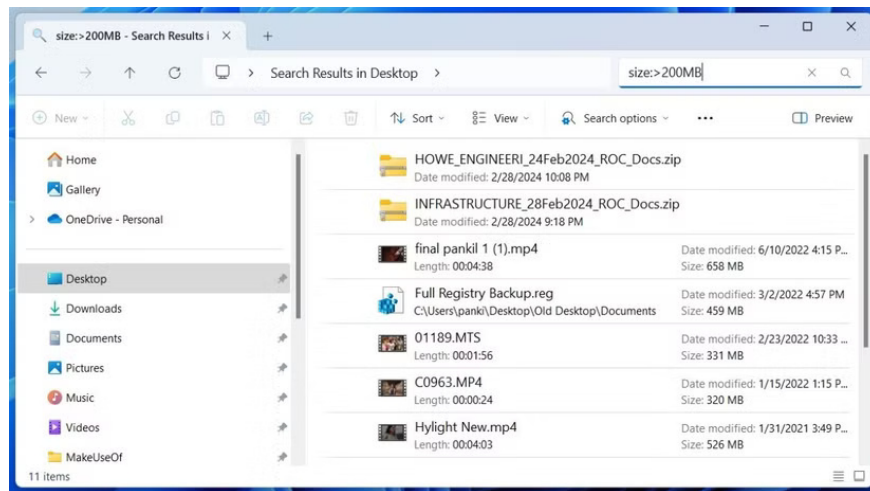 size:>200MB - Search Results i
Search Results in Desktop
size:>200MB
New
Sort
View
Search options
Preview
Home
Gallery
OneDrive - Personal
Desktop
Downloads
Documents
Pictures
Music
Videos
MakeUseOf
HOWE_ENGINEERI_24Feb2024_ROC_Docs.zip
Date modified: 2/28/2024 10:08 PM
INFRASTRUCTURE_28Feb2024_ROC_Docs.zip
Date modified: 2/28/2024 9:18 PM
final pankil 1 (1).mp4
Date modified: 6/10/2022 4:15 P...
Length: 00:04:38
Size: 658 MB
Full Registry Backup.reg
Date modified: 3/2/2022 4:57 PM
C:\Users\panki\Desktop\Old Desktop\Documents
Size: 459 MB
01189.MTS
Date modified: 2/23/2022 10:33 ...
Length: 00:01:56
Size: 331 MB
C0963.MP4
Date modified: 1/15/2022 1:15 P...
Length: 00:00:24
Size: 320 MB
Hylight New.mp4
Date modified: 1/31/2021 3:49 P...
Length: 00:04:03
Size: 526 MB
11 items